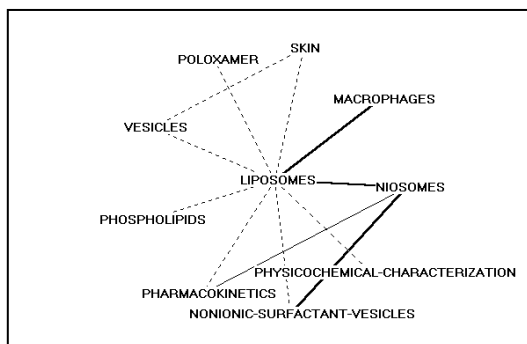 SKIN
POLOXAMER
MACROPHAGES
VESICLES
LIPOSOMES
NIOSOMES
PHOSPHOLIPIDS
PHYSICOCHEMICAL-CHARACTERIZATION
PHARMACOKINETICS
NONIONIC-SURFACTANT-VESICLES